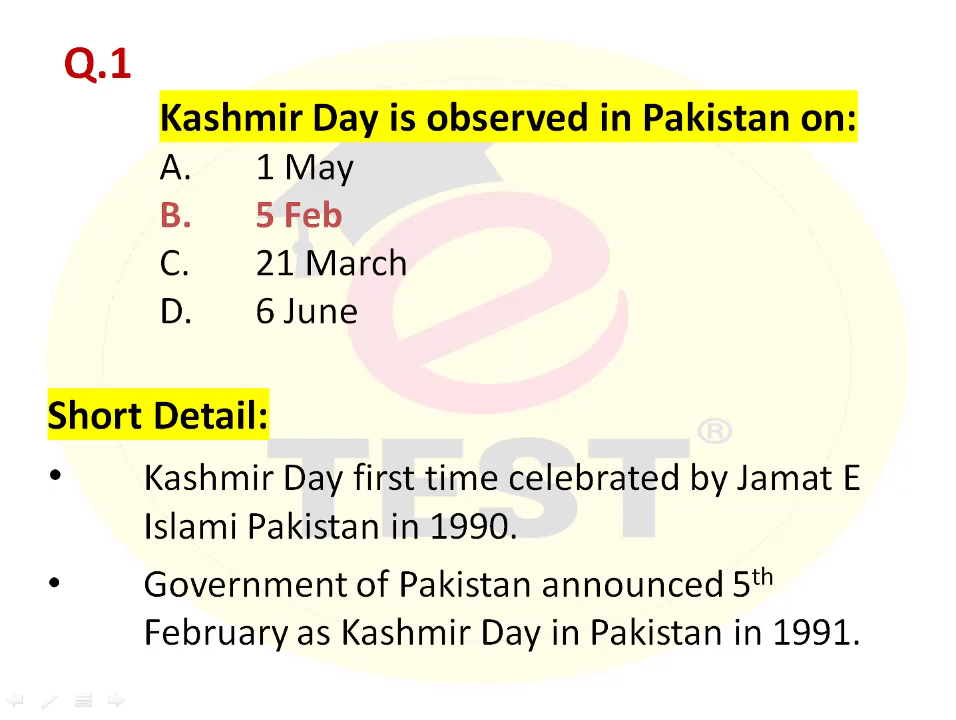 Q.1
Kashmir Day is observed in Pakistan on:
A. 1 May
B. 5 Feb
C. 21 March
D. 6 June
Short Detail:
• Kashmir Day first time celebrated by Jamat E
Islami Pakistan in 1990.
• Government of Pakistan announced 5th
February as Kashmir Day in Pakistan in 1991.
e
TEST®